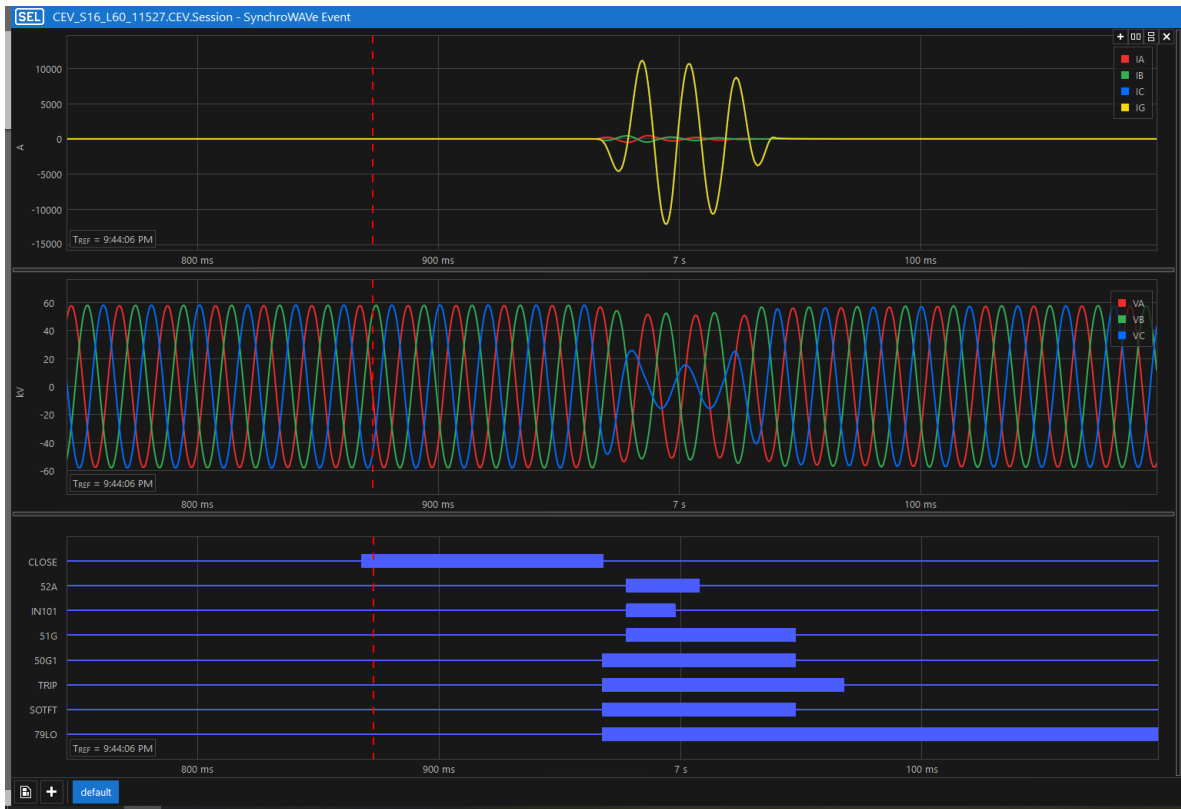 SEL CEV_S16_L60_11527.CEV.Session - SynchroWAVe Event
10000
5000
0
-5000
-10000
-15000
A
IA
IB
IC
IG
TREF = 9:44:06 PM
800 ms 900 ms 7 s 100 ms
60
40
20
0
-20
-40
-60
kV
VA
VB
VC
TREF = 9:44:06 PM
800 ms 900 ms 7 s 100 ms
CLOSE
52A
IN101
51G
50G1
TRIP
SOTFT
79LO
TREF = 9:44:06 PM
800 ms 900 ms 7 s 100 ms
default